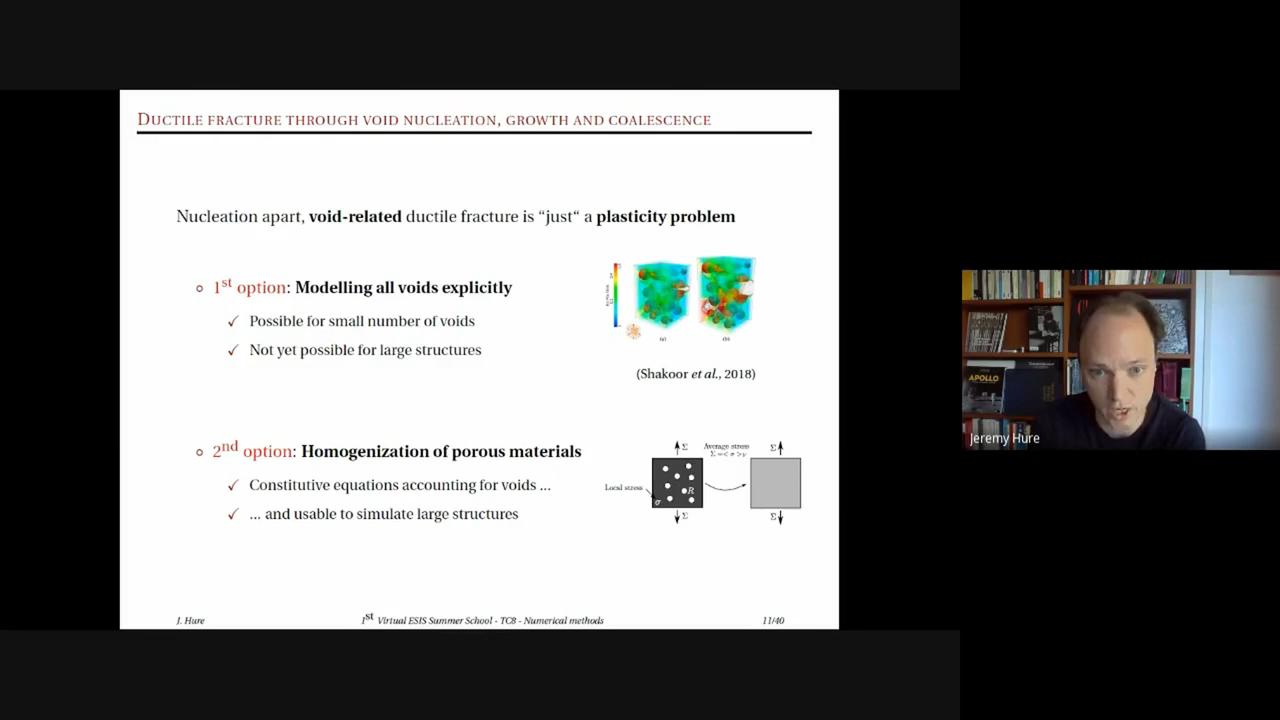 DUCTILE FRACTURE THROUGH VOID NUCLEATION, GROWTH AND COALESCENCE
Nucleation apart, void-related ductile fracture is "just" a plasticity problem
1st option: Modelling all voids explicitly
✓ Possible for small number of voids
✓ Not yet possible for large structures
(a) (b)
(Shakoor et al., 2018)
2nd option: Homogenization of porous materials
✓ Constitutive equations accounting for voids ...
✓ ... and usable to simulate large structures
Σ
Average stress
Σ =< σ >V
Σ
Local stress
R
σ
Σ
Σ
J. Hure
1st Virtual ESIS Summer School - TC8 - Numerical methods
11/40
APOLLO
Jeremy Hure